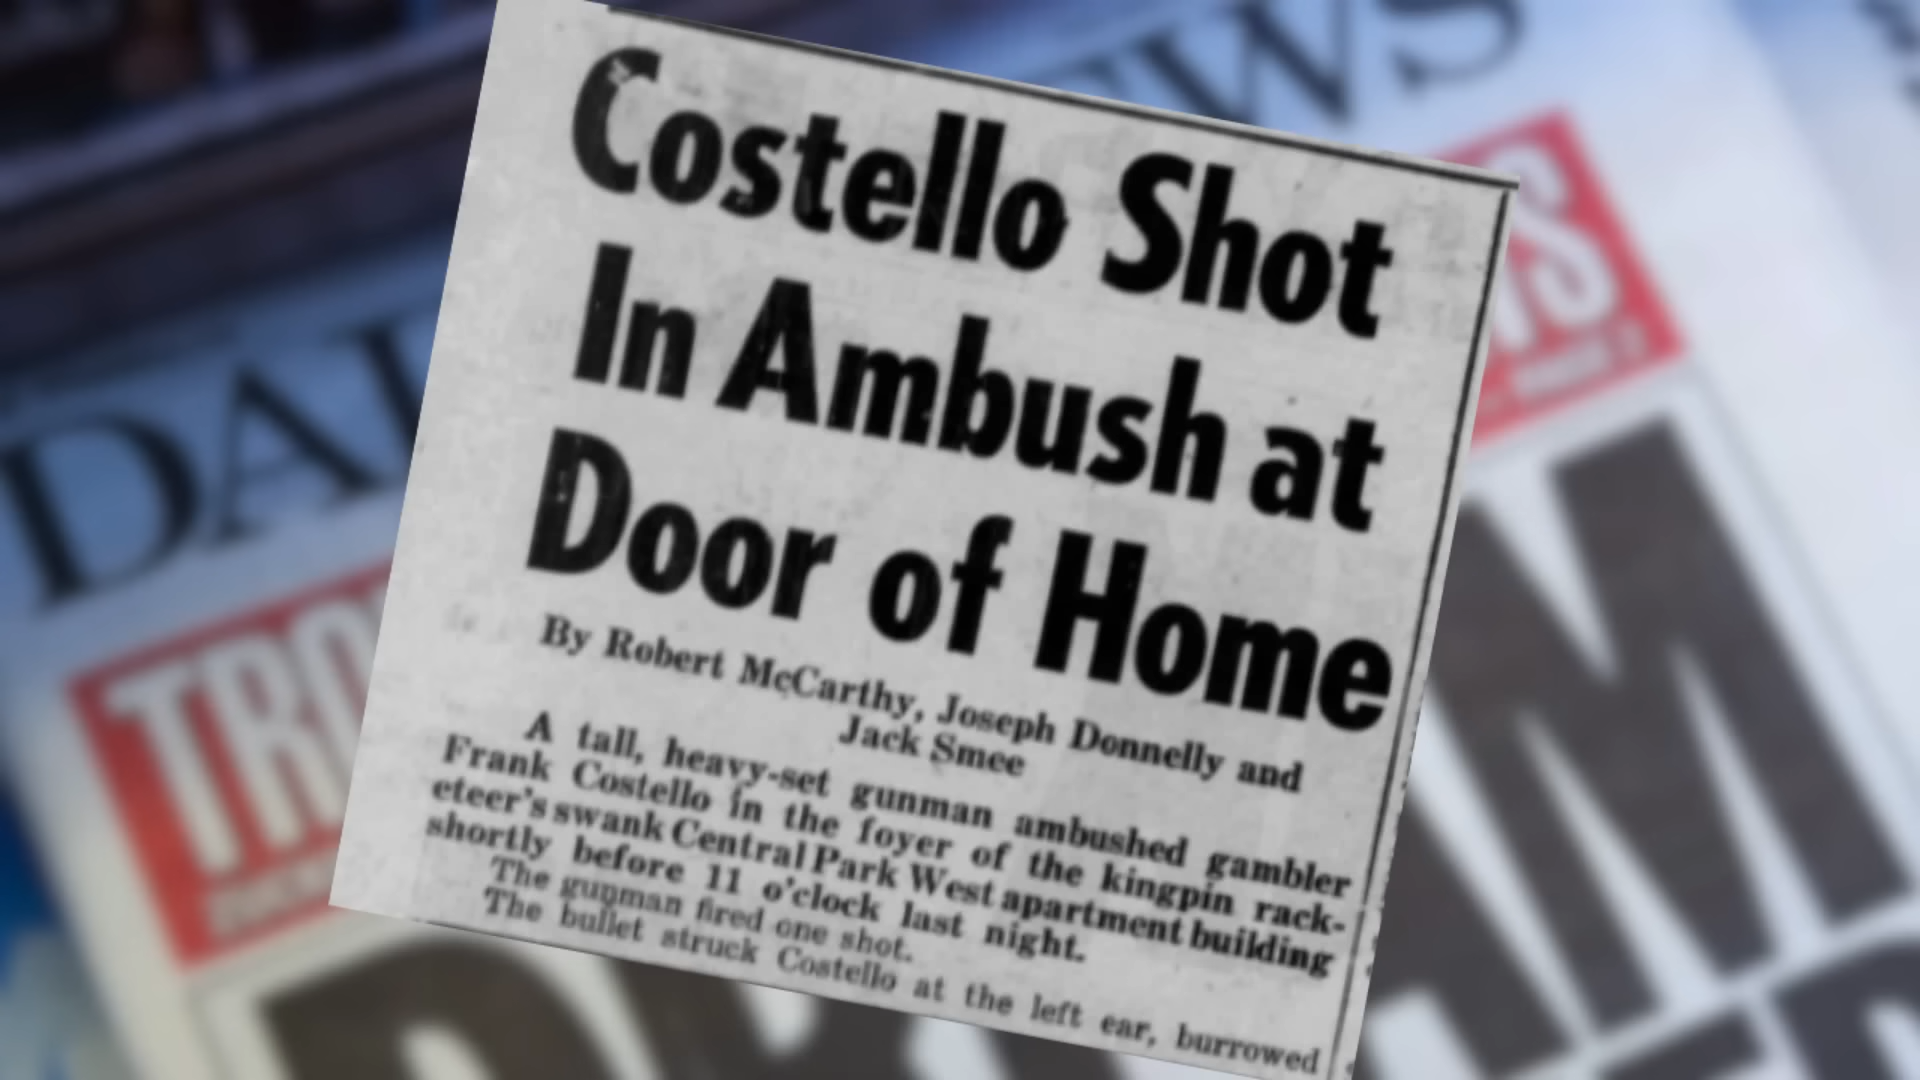 Costello Shot
In Ambush at
Door of Home
By Robert McCarthy, Joseph Donnelly and
Jack Smee
A tall, heavy-set gunman ambushed gambler
Frank Costello in the foyer of the kingpin rack-
eteer's swank Central Park West apartment building
shortly before 11 o'clock last night.
The gunman fired one shot.
The bullet struck Costello at the left ear, burrowed